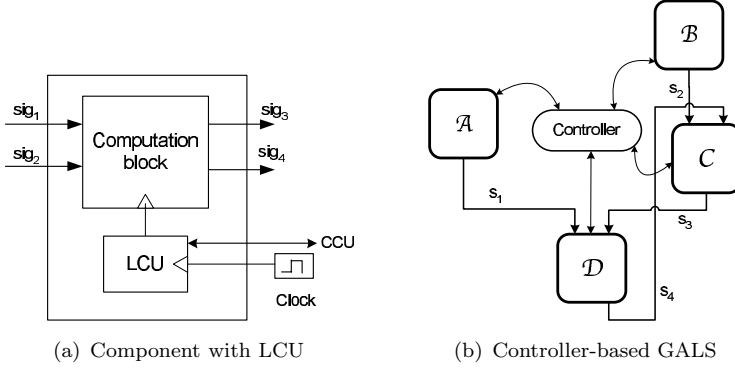 sig1
sig2
sig3
sig4
Computation
block
LCU
CCU
Clock
(a) Component with LCU
A
B
C
D
Controller
s1
s2
s3
s4
(b) Controller-based GALS